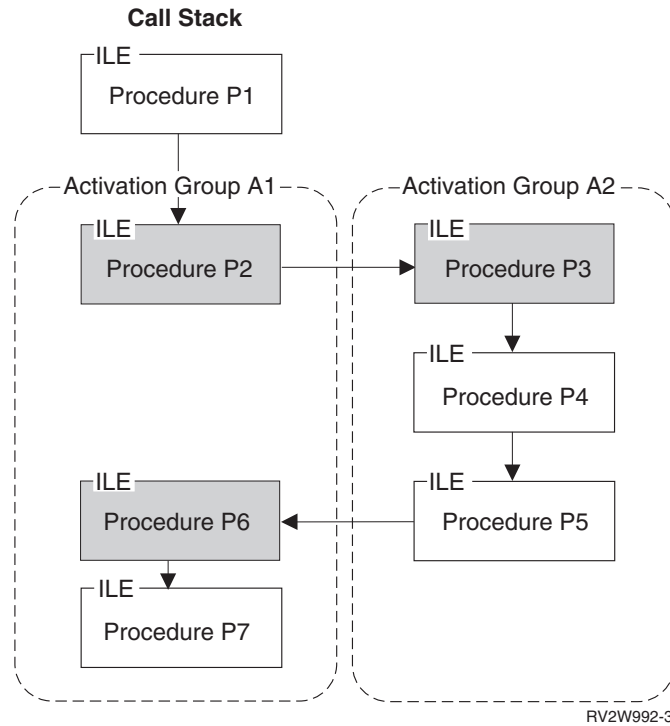 Call Stack
ILE
Procedure P1
Activation Group A1
Activation Group A2
ILE
Procedure P2
ILE
Procedure P3
ILE
Procedure P4
ILE
Procedure P6
ILE
Procedure P5
ILE
Procedure P7
RV2W992-3